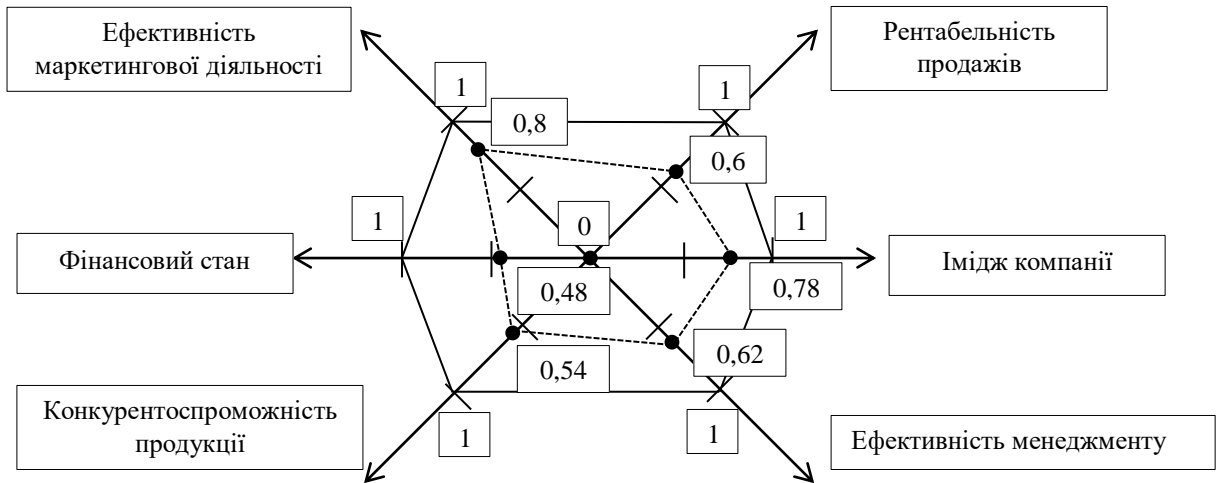 Ефективність
маркетингової діяльності
Рентабельність
продажів
1
1
0,8
0,6
1
0
1
Фінансовий стан
Імідж компанії
0,48
0,78
0,54
0,62
Конкурентоспроможність
продукції
1
1
Ефективність менеджменту